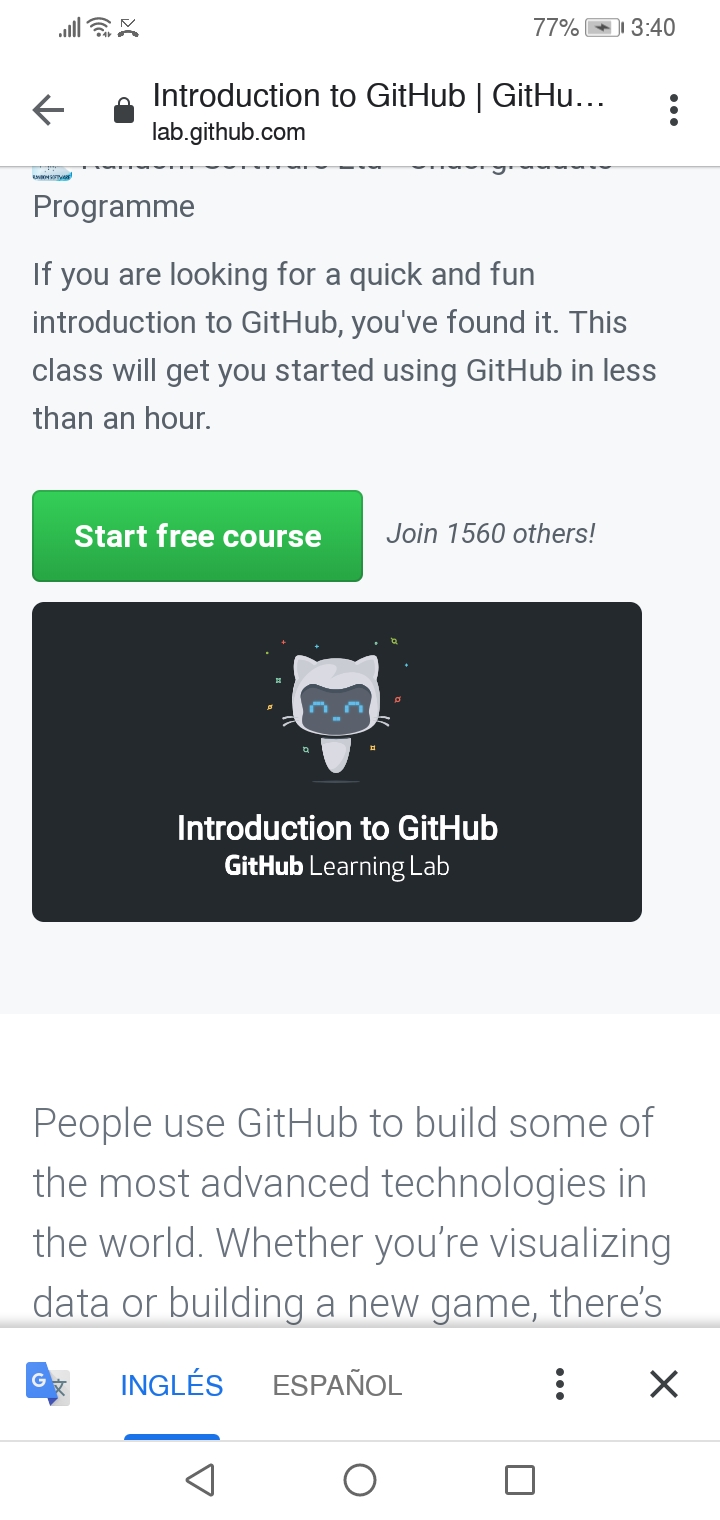 77% 3:40
Introduction to GitHub | GitHu...
lab.github.com
Programme
If you are looking for a quick and fun
introduction to GitHub, you've found it. This
class will get you started using GitHub in less
than an hour.
Start free course Join 1560 others!
Introduction to GitHub
GitHub Learning Lab
People use GitHub to build some of
the most advanced technologies in
the world. Whether you’re visualizing
data or building a new game, there’s
G 文 INGLÉS ESPAÑOL